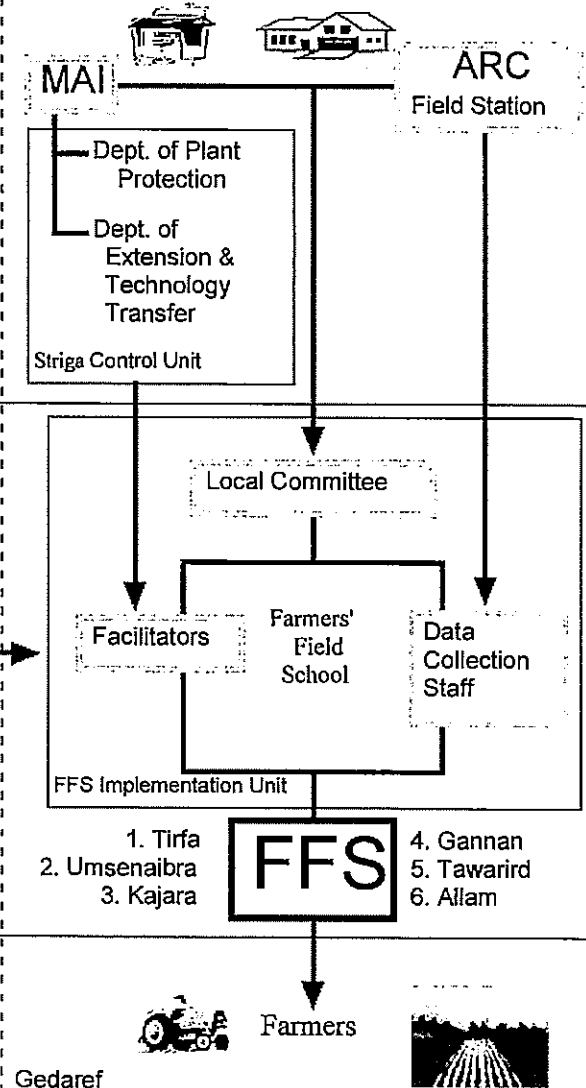 MAI
ARC
Field Station
Dept. of Plant
Protection
Dept. of
Extension &
Technology
Transfer
Striga Control Unit
Local Committee
Facilitators
Farmers'
Field
School
Data
Collection
Staff
FFS Implementation Unit
1. Tirfa
2. Umsenaibra
3. Kajara
FFS
4. Gannan
5. Tawarird
6. Allam
Farmers
Gedaref